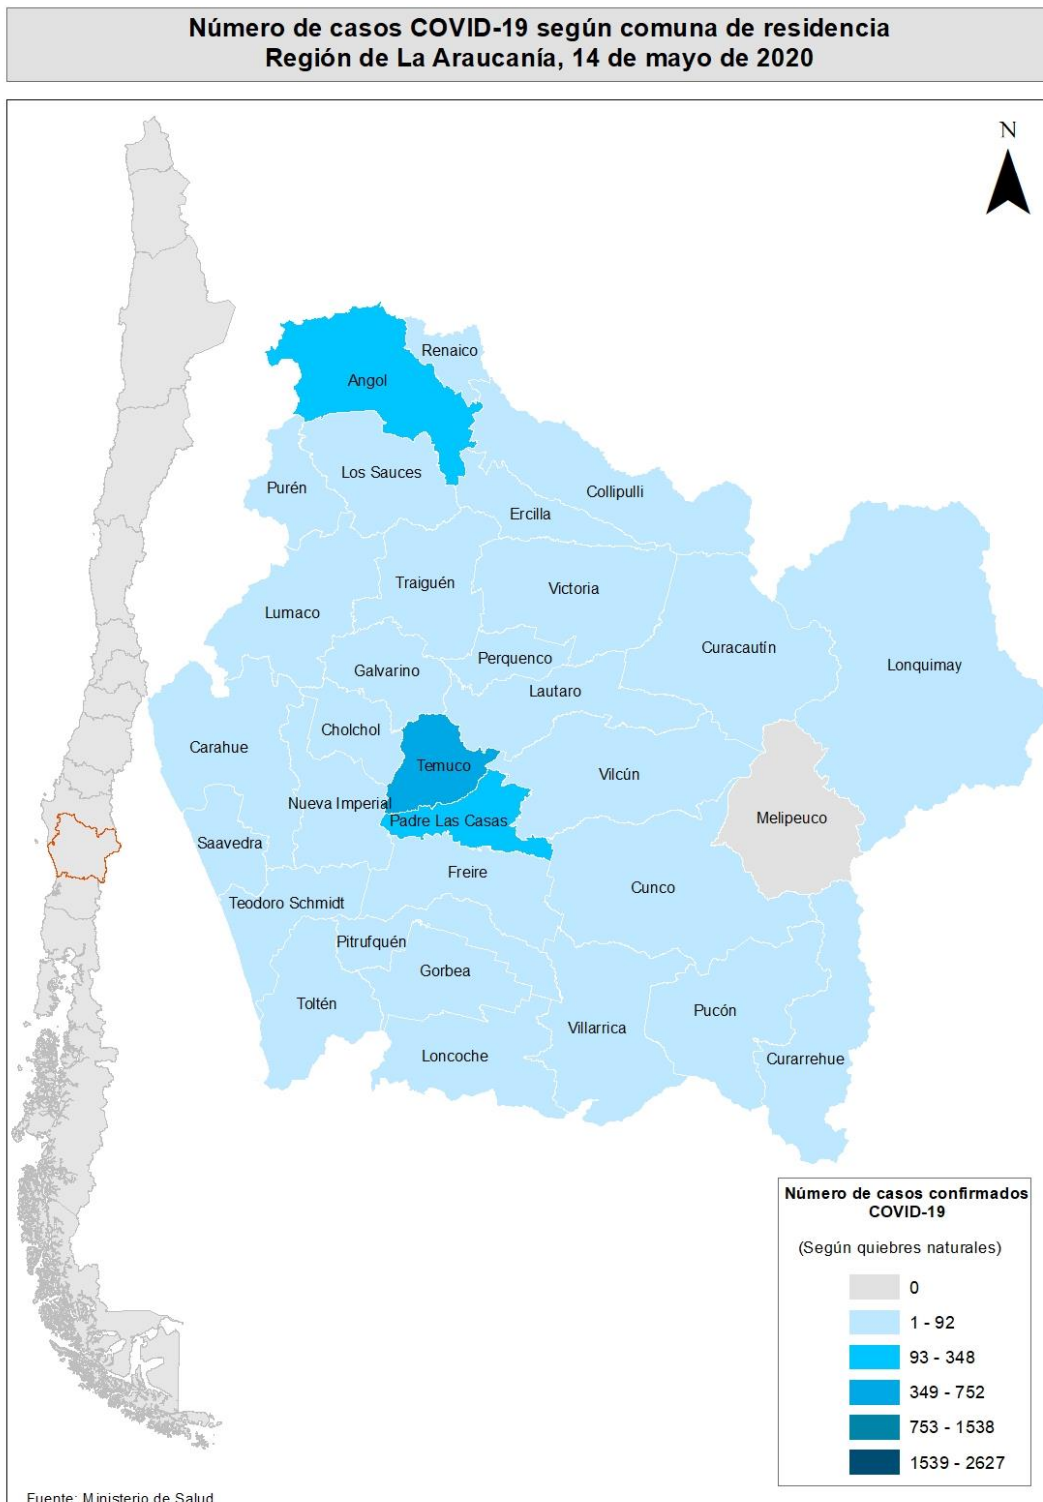 Número de casos COVID-19 según comuna de residencia
Región de La Araucanía, 14 de mayo de 2020
N
Renaico
Angol
Los Sauces
Purén
Collipulli
Ercilla
Traiguén
Victoria
Lumaco
Curacautín
Perquenco
Lonquimay
Galvarino
Lautaro
Cholchol
Carahue
Temuco
Vilcún
Nueva Imperial
Padre Las Casas
Melipeuco
Saavedra
Freire
Cunco
Teodoro Schmidt
Pitrufquén
Gorbea
Toltén
Pucón
Villarrica
Loncoche
Curarrehue
Número de casos confirmados
COVID-19
(Según quiebres naturales)
0
1 - 92
93 - 348
349 - 752
753 - 1538
1539 - 2627
Fuente: Ministerio de Salud